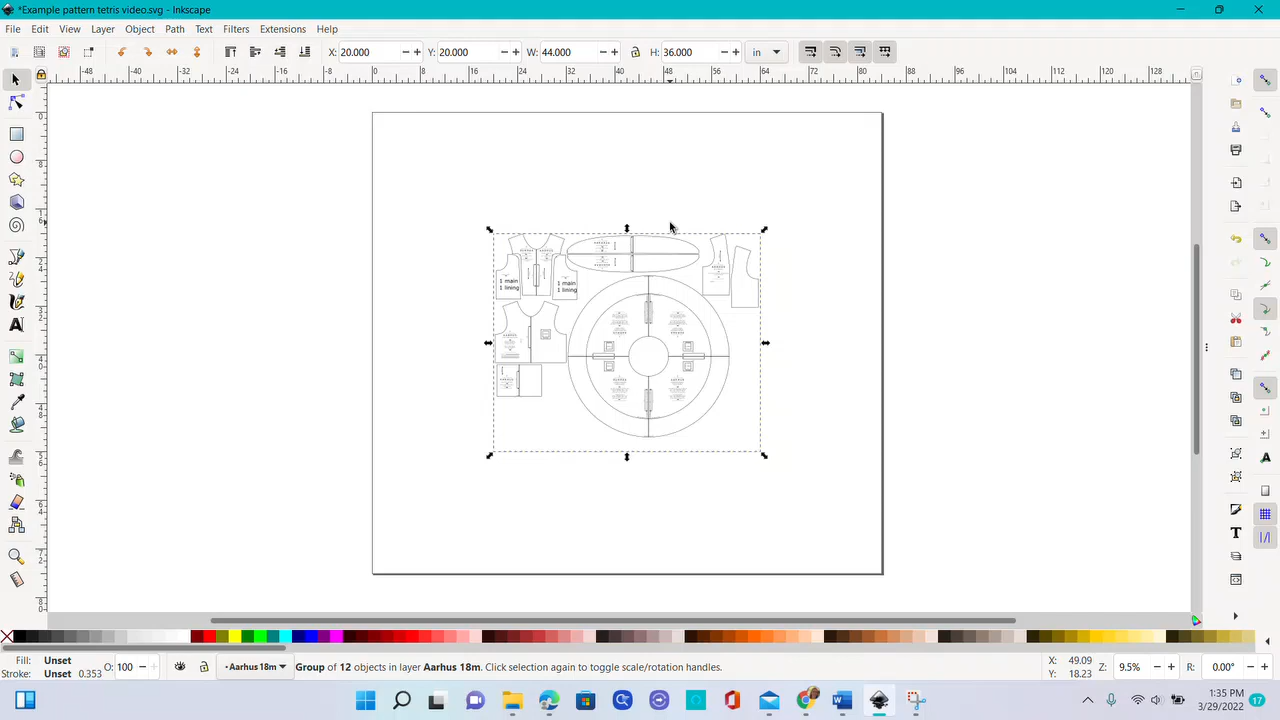 *Example pattern tetris video.svg - Inkscape
File Edit View Layer Object Path Text Filters Extensions Help
X: 20.000 − + Y: 20.000 − + W: 44.000 − + H: 36.000 − + in
-48 -32 -24 -16 -8 0 8 16 24 32 40 48 56 64 72 80 88 96 104 112 120 128
1 main
1 lining
1 main
1 lining
Fill: Unset
Stroke: Unset 0.353
O: 100 − +
Aarhus 18m
Group of 12 objects in layer Aarhus 18m. Click selection again to toggle scale/rotation handles.
X: 49.09
Y: 18.23
Z: 9.5% − +
R: 0.00° − +
1:35 PM
3/29/2022
17